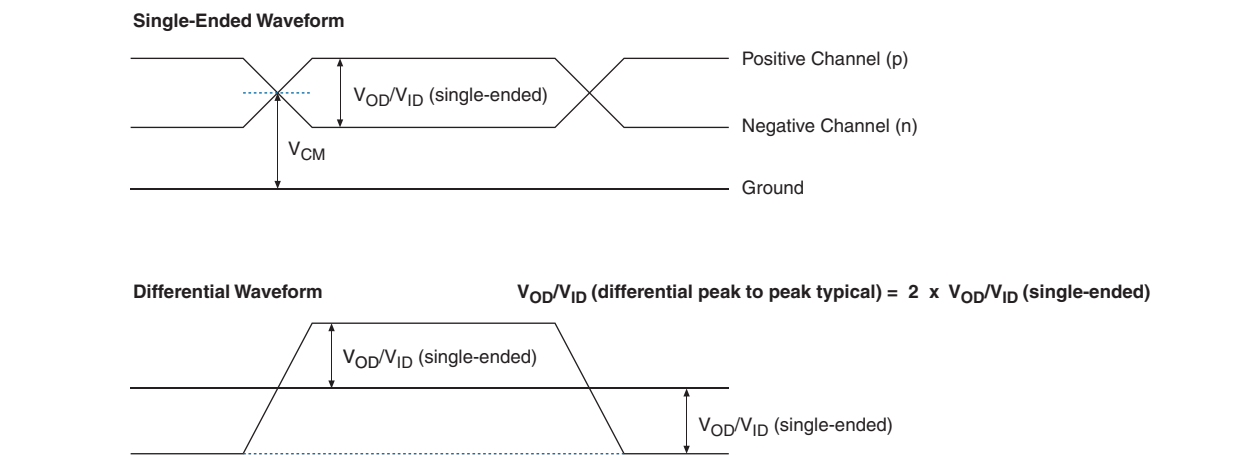 Single-Ended Waveform
Positive Channel (p)
VOD/VID (single-ended)
Negative Channel (n)
VCM
Ground
Differential Waveform
VOD/VID (differential peak to peak typical) = 2 x VOD/VID (single-ended)
VOD/VID (single-ended)
VOD/VID (single-ended)